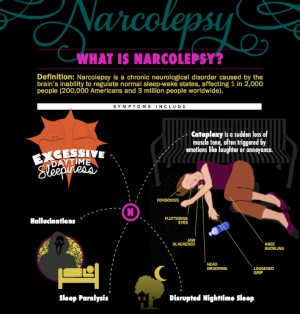 Narcolepsy
WHAT IS NARCOLEPSY?
Definition: Narcolepsy is a chronic neurological disorder caused by the
brain's inability to regulate normal sleep-wake states, affecting 1 in 2,000
people (200,000 Americans and 3 million people worldwide).
SYMPTOMS INCLUDE
EXCESSIVE
DAYTIME
Sleepiness
Cataplexy is a sudden loss of
muscle tone, often triggered by
emotions like laughter or annoyance.
CONSCIOUS
FLUTTERING
EYES
JAW
SLACKENED
HEAD
DROOPING
LOOSENED
GRIP
KNEE
BUCKLING
Hallucinations
N
Sleep Paralysis
Disrupted Nighttime Sleep